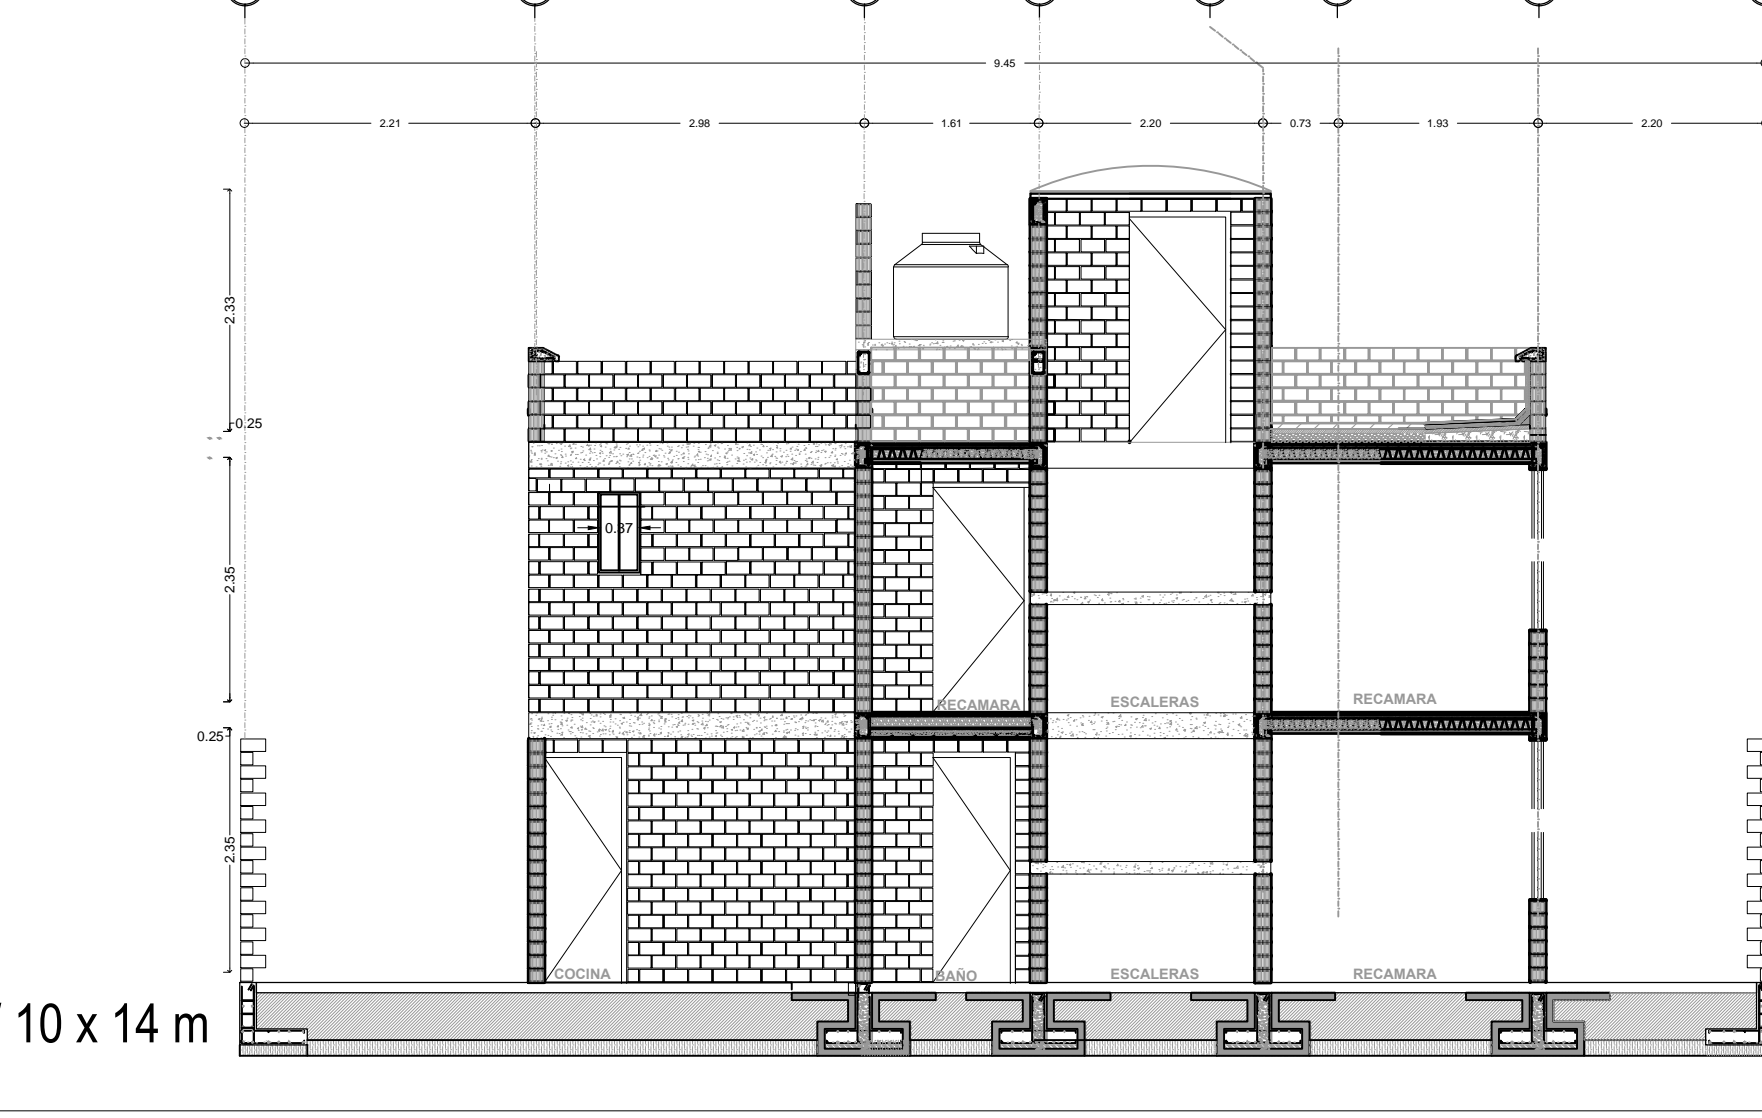 9.45
2.21 2.98 1.61 2.20 0.73 1.93 2.20
2.33
0.25
0.37
2.35
RECAMARA ESCALERAS RECAMARA
0.25
2.35
COCINA BAÑO ESCALERAS RECAMARA
10 x 14 m